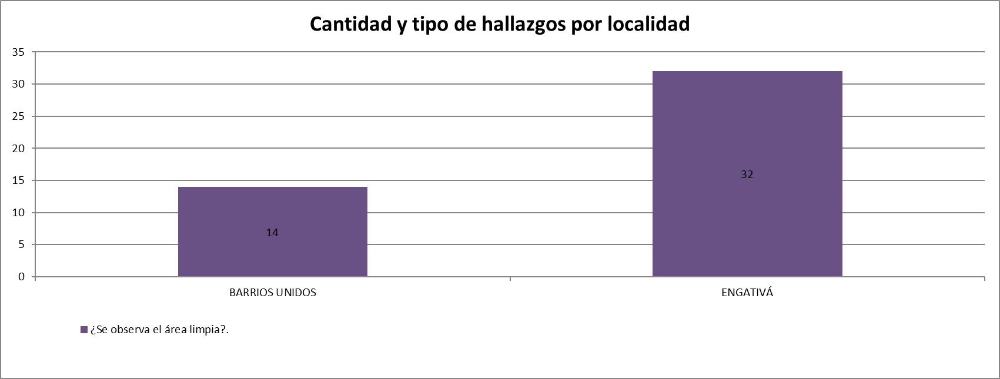 Cantidad y tipo de hallazgos por localidad
35
30
25
20
15
10
5
0
14
32
BARRIOS UNIDOS
ENGATIVÁ
¿Se observa el área limpia?.